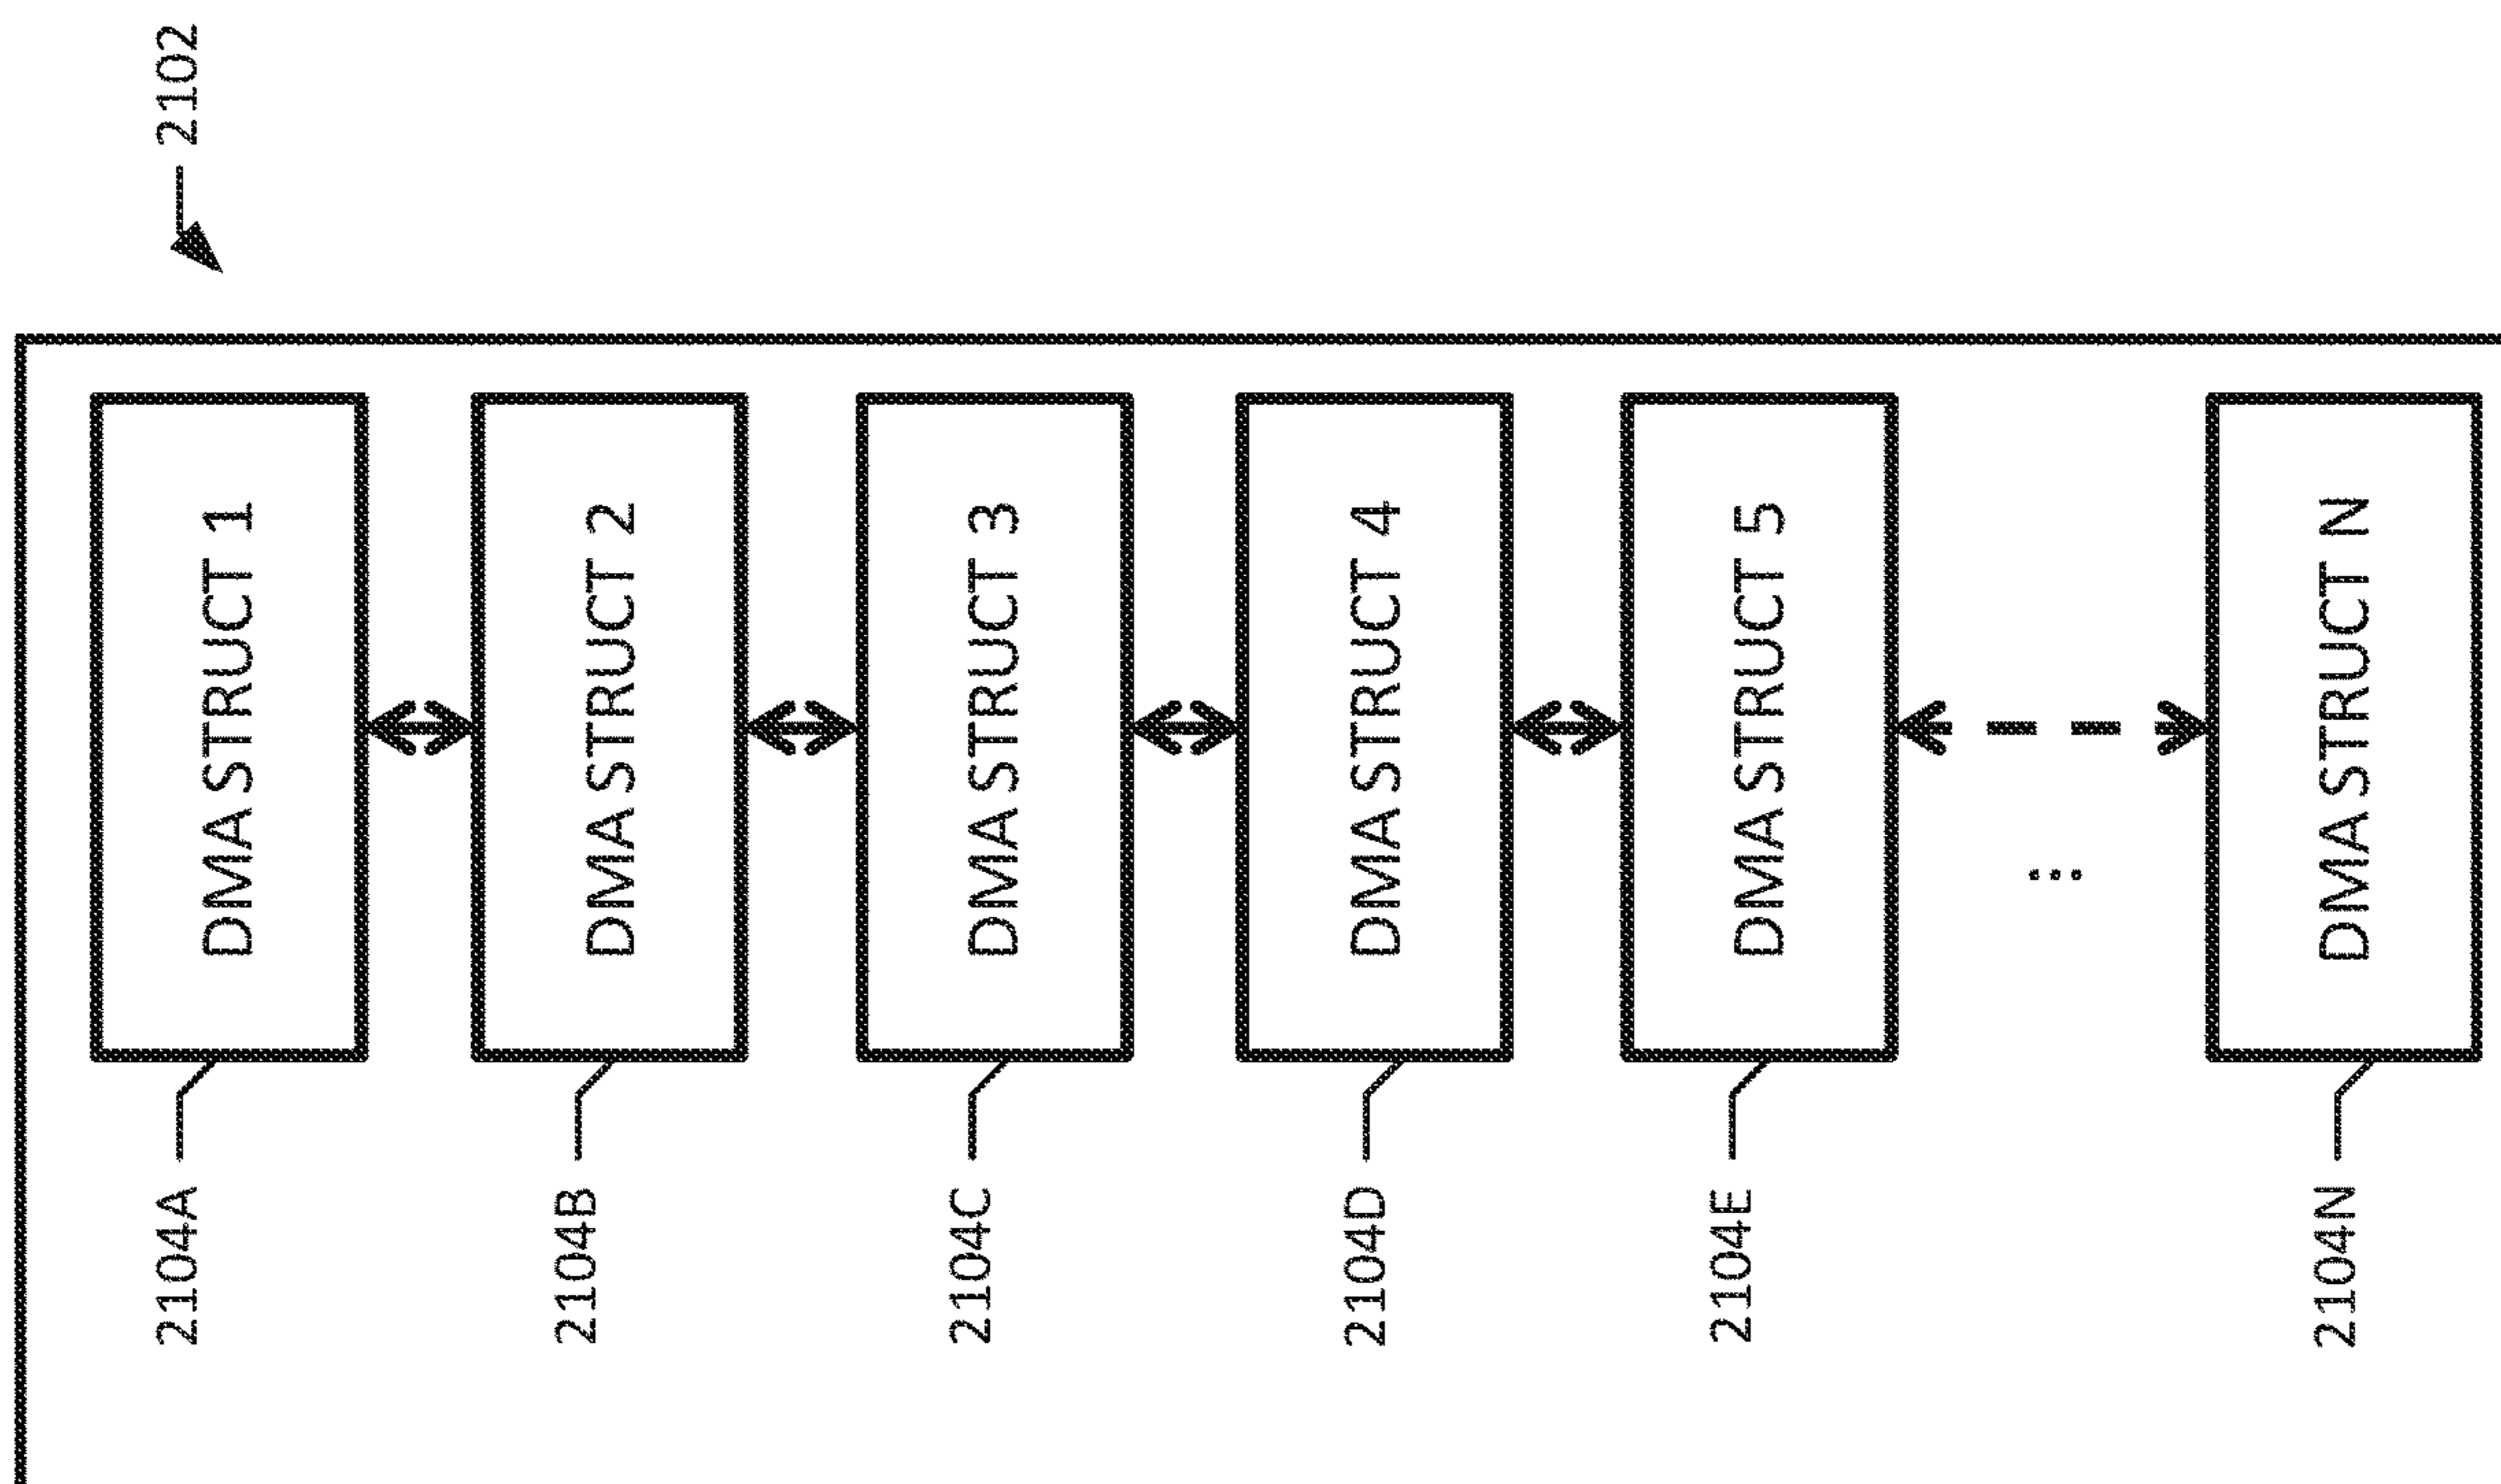 2102
2104A
DMA STRUCT 1
2104B
DMA STRUCT 2
2104C
DMA STRUCT 3
2104D
DMA STRUCT 4
2104E
DMA STRUCT 5
...
2104N
DMA STRUCT N